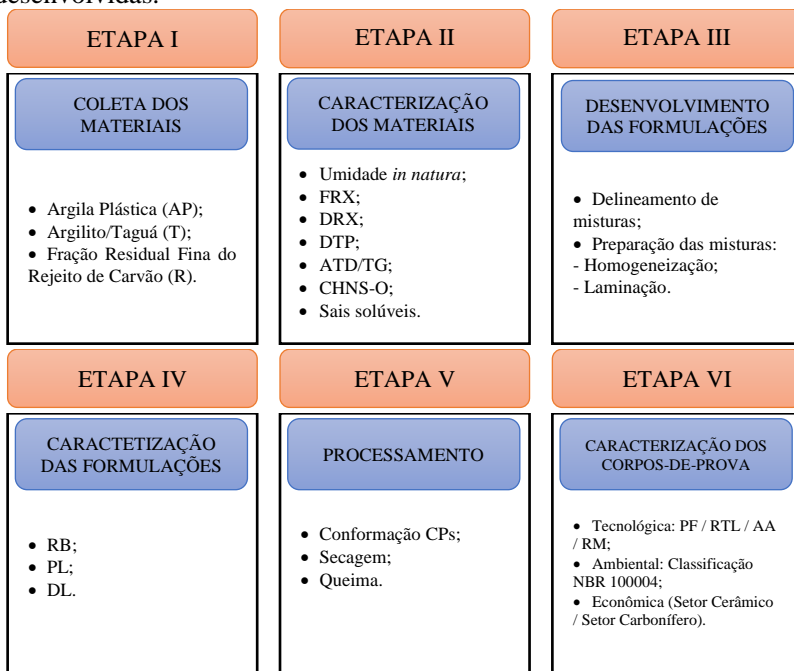 desenvolvidas.
ETAPA I
COLETA DOS
MATERIAIS
• Argila Plástica (AP);
• Argilito/Taguá (T);
• Fração Residual Fina do
Rejeito de Carvão (R).
ETAPA II
CARACTERIZAÇÃO
DOS MATERIAIS
• Umidade in natura;
• FRX;
• DRX;
• DTP;
• ATD/TG;
• CHNS-O;
• Sais solúveis.
ETAPA III
DESENVOLVIMENTO
DAS FORMULAÇÕES
• Delineamento de
misturas;
• Preparação das misturas:
- Homogeneização;
- Laminação.
ETAPA IV
CARACTETIZAÇÃO
DAS FORMULAÇÕES
• RB;
• PL;
• DL.
ETAPA V
PROCESSAMENTO
• Conformação CPs;
• Secagem;
• Queima.
ETAPA VI
CARACTERIZAÇÃO DOS
CORPOS-DE-PROVA
• Tecnológica: PF / RTL / AA
/ RM;
• Ambiental: Classificação
NBR 100004;
• Econômica (Setor Cerâmico
/ Setor Carbonífero).